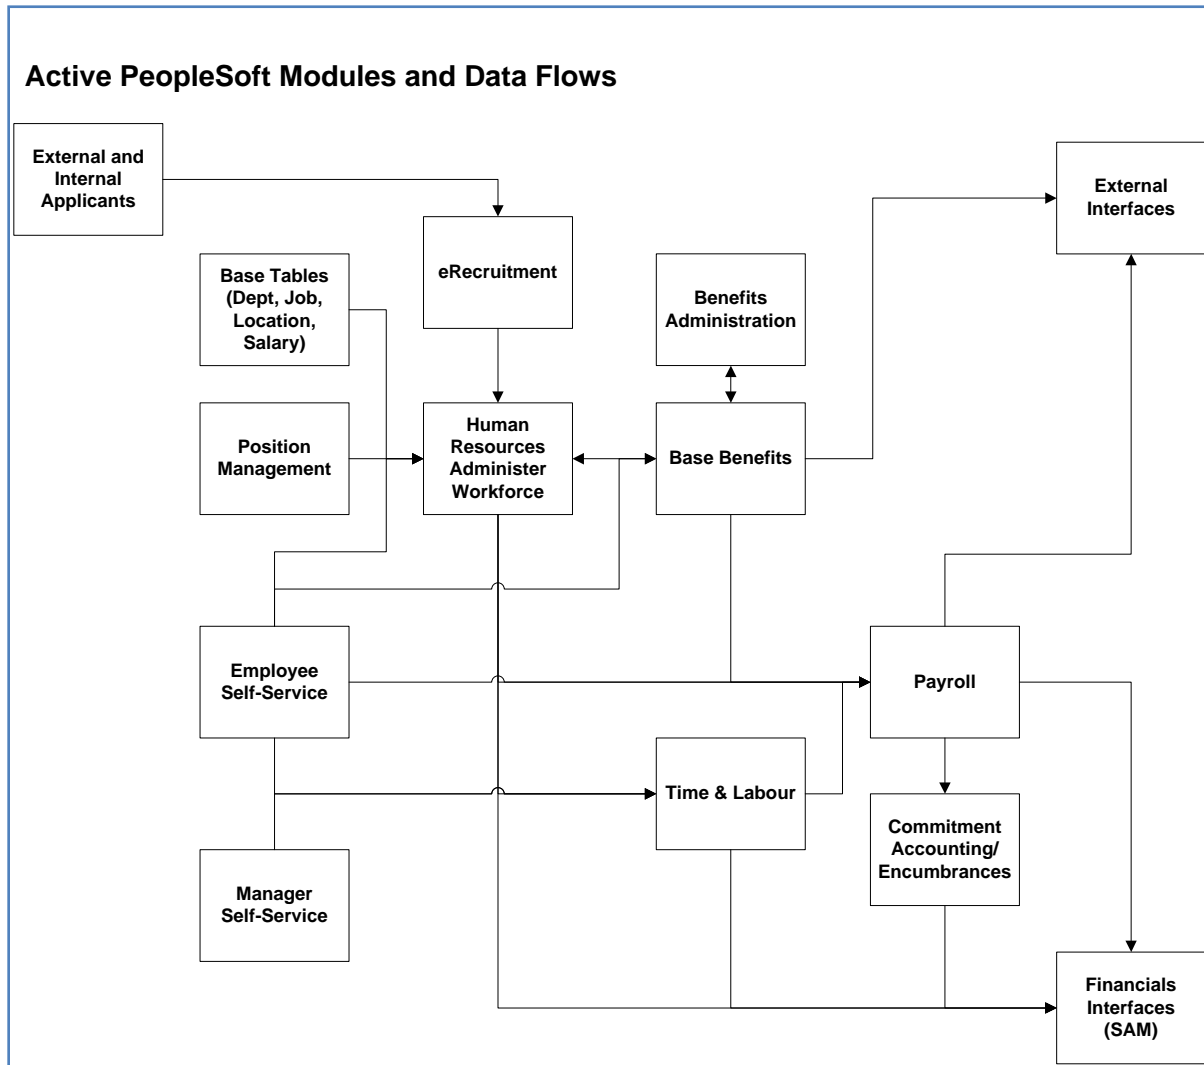 Active PeopleSoft Modules and Data Flows
External and
Internal
Applicants
External
Interfaces
eRecruitment
Base Tables
(Dept, Job,
Location,
Salary)
Benefits
Administration
Position
Management
Human
Resources
Administer
Workforce
Base Benefits
Employee
Self-Service
Payroll
Time & Labour
Commitment
Accounting/
Encumbrances
Manager
Self-Service
Financials
Interfaces
(SAM)